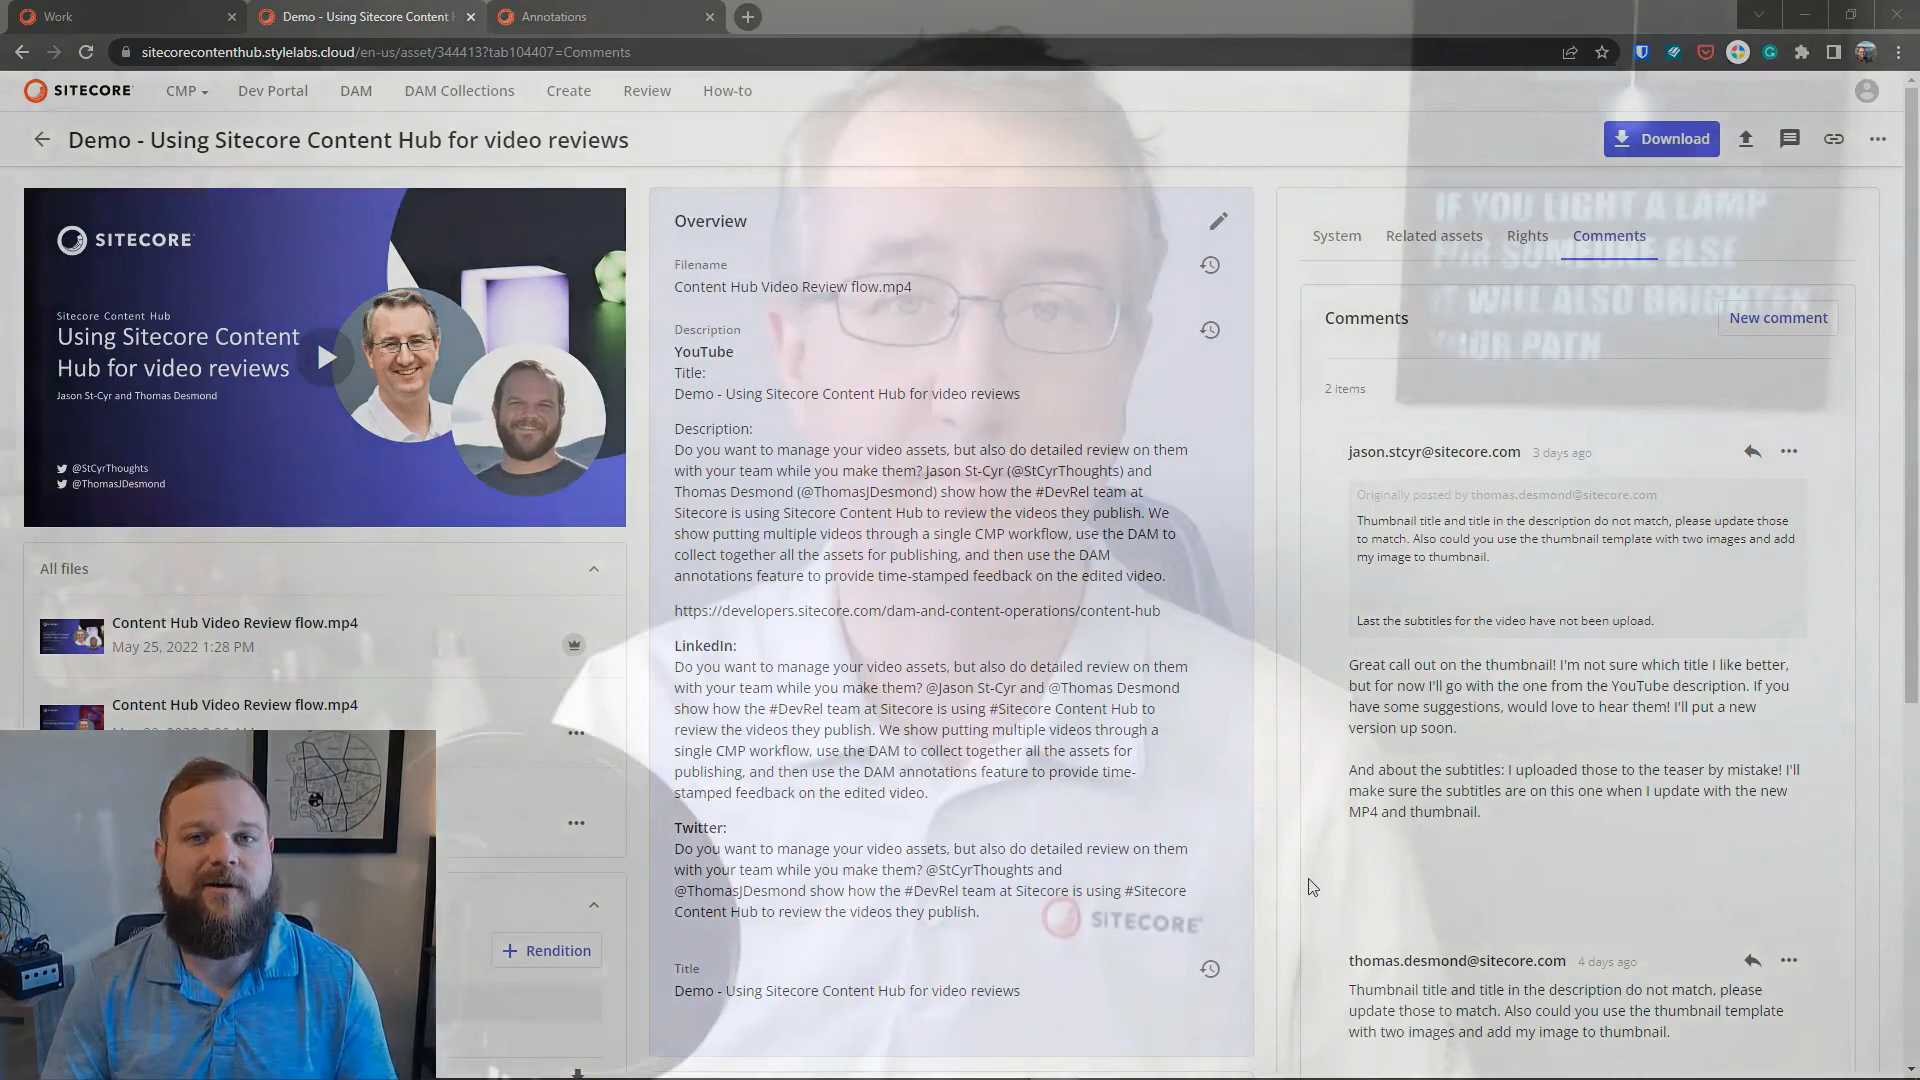 Work
Demo - Using Sitecore Content H
Annotations
sitecorecontenthub.stylelabs.cloud/en-us/asset/344413?tab104407=Comments
SITECORE
CMP
Dev Portal
DAM
DAM Collections
Create
Review
How-to
Demo - Using Sitecore Content Hub for video reviews
Download
SITECORE
Sitecore Content Hub
Using Sitecore Content
Hub for video reviews
Jason St-Cyr and Thomas Desmond
@StCyrThoughts
@ThomasJDesmond
All files
Content Hub Video Review flow.mp4
May 25, 2022 1:28 PM
Content Hub Video Review flow.mp4
Rendition
Overview
Filename
Content Hub Video Review flow.mp4
Description
YouTube
Title:
Demo - Using Sitecore Content Hub for video reviews
Description:
Do you want to manage your video assets, but also do detailed review on them
with your team while you make them? Jason St-Cyr (@StCyrThoughts) and
Thomas Desmond (@ThomasJDesmond) show how the #DevRel team at
Sitecore is using Sitecore Content Hub to review the videos they publish. We
show putting multiple videos through a single CMP workflow, use the DAM to
collect together all the assets for publishing, and then use the DAM
annotations feature to provide time-stamped feedback on the edited video.
https://developers.sitecore.com/dam-and-content-operations/content-hub
LinkedIn:
Do you want to manage your video assets, but also do detailed review on them
with your team while you make them? @Jason St-Cyr and @Thomas Desmond
show how the #DevRel team at Sitecore is using #Sitecore Content Hub to
review the videos they publish. We show putting multiple videos through a
single CMP workflow, use the DAM to collect together all the assets for
publishing, and then use the DAM annotations feature to provide time-
stamped feedback on the edited video.
Twitter:
Do you want to manage your video assets, but also do detailed review on them
with your team while you make them? @StCyrThoughts and
@ThomasJDesmond show how the #DevRel team at Sitecore is using #Sitecore
Content Hub to review the videos they publish.
SITECORE
Title
Demo - Using Sitecore Content Hub for video reviews
IF YOU LIGHT A LAMP
FOR SOMEONE ELSE
IT WILL ALSO BRIGHTEN
YOUR PATH
System
Related assets
Rights
Comments
Comments
New comment
2 items
jason.stcyr@sitecore.com 3 days ago
Originally posted by thomas.desmond@sitecore.com
Thumbnail title and title in the description do not match, please update those
to match. Also could you use the thumbnail template with two images and add
my image to thumbnail.
Last the subtitles for the video have not been upload.
Great call out on the thumbnail! I'm not sure which title I like better,
but for now I'll go with the one from the YouTube description. If you
have some suggestions, would love to hear them! I'll put a new
version up soon.
And about the subtitles: I uploaded those to the teaser by mistake! I'll
make sure the subtitles are on this one when I update with the new
MP4 and thumbnail.
thomas.desmond@sitecore.com 4 days ago
Thumbnail title and title in the description do not match, please
update those to match. Also could you use the thumbnail template
with two images and add my image to thumbnail.